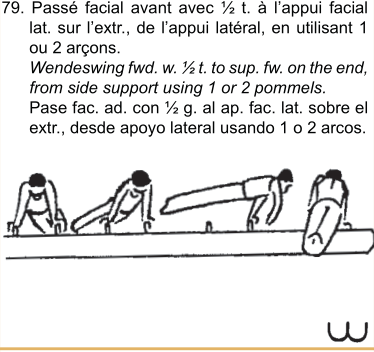 79. Passé facial avant avec ½ t. à l'appui facial
lat. sur l'extr., de l'appui latéral, en utilisant 1
ou 2 arçons.
Wendeswing fwd. w. ½ t. to sup. fw. on the end,
from side support using 1 or 2 pommels.
Pase fac. ad. con ½ g. al ap. fac. lat. sobre el
extr., desde apoyo lateral usando 1 o 2 arcos.